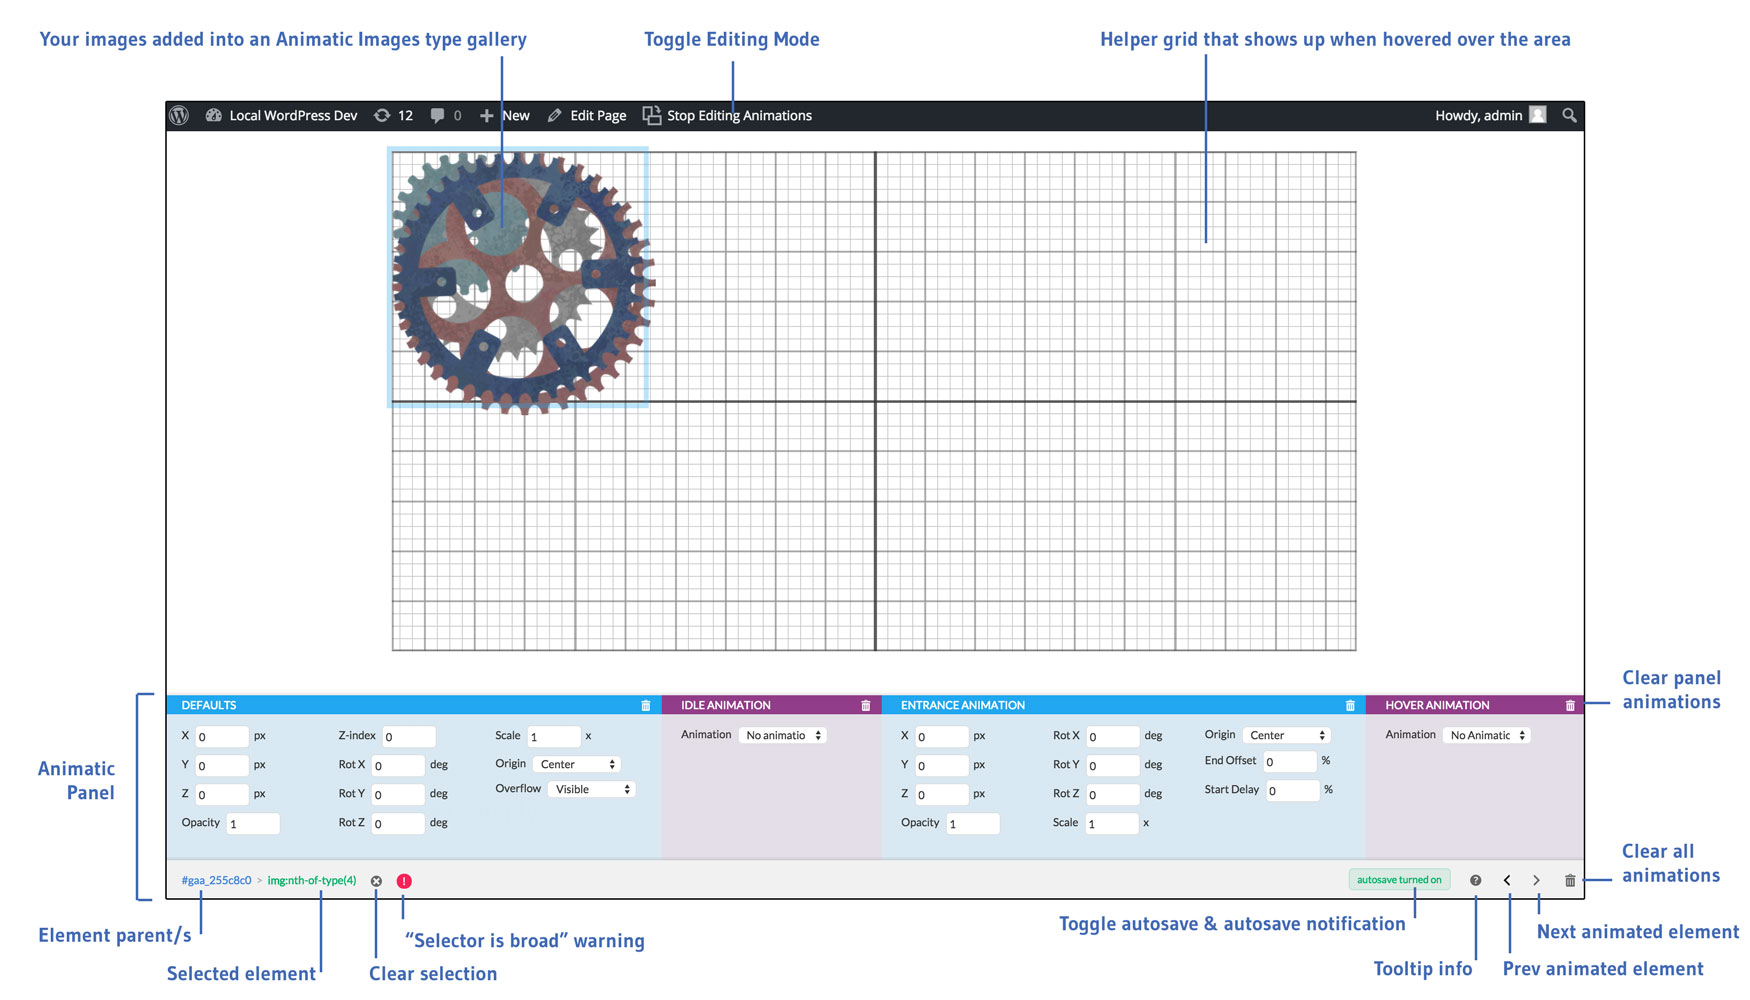 Your images added into an Animatic Images type gallery
Toggle Editing Mode
Helper grid that shows up when hovered over the area
Local WordPress Dev 12 0 New Edit Page Stop Editing Animations Howdy, admin
DEFAULTS
X 0 px
Y 0 px
Z 0 px
Opacity 1
Z-index 0
Rot X 0 deg
Rot Y 0 deg
Rot Z 0 deg
Scale 1 x
Origin Center
Overflow Visible
IDLE ANIMATION
Animation No animatio
ENTRANCE ANIMATION
X 0 px
Y 0 px
Z 0 px
Opacity 1
Rot X 0 deg
Rot Y 0 deg
Rot Z 0 deg
Scale 1 x
Origin Center
End Offset 0 %
Start Delay 0 %
HOVER ANIMATION
Animation No Animatic
Clear panel
animations
Animatic
Panel
#gaa_255c8c0 > img:nth-of-type(4)
autosave turned on
Clear all
animations
Element parent/s
Selected element
Clear selection
“Selector is broad” warning
Toggle autosave & autosave notification
Tooltip info
Prev animated element
Next animated element